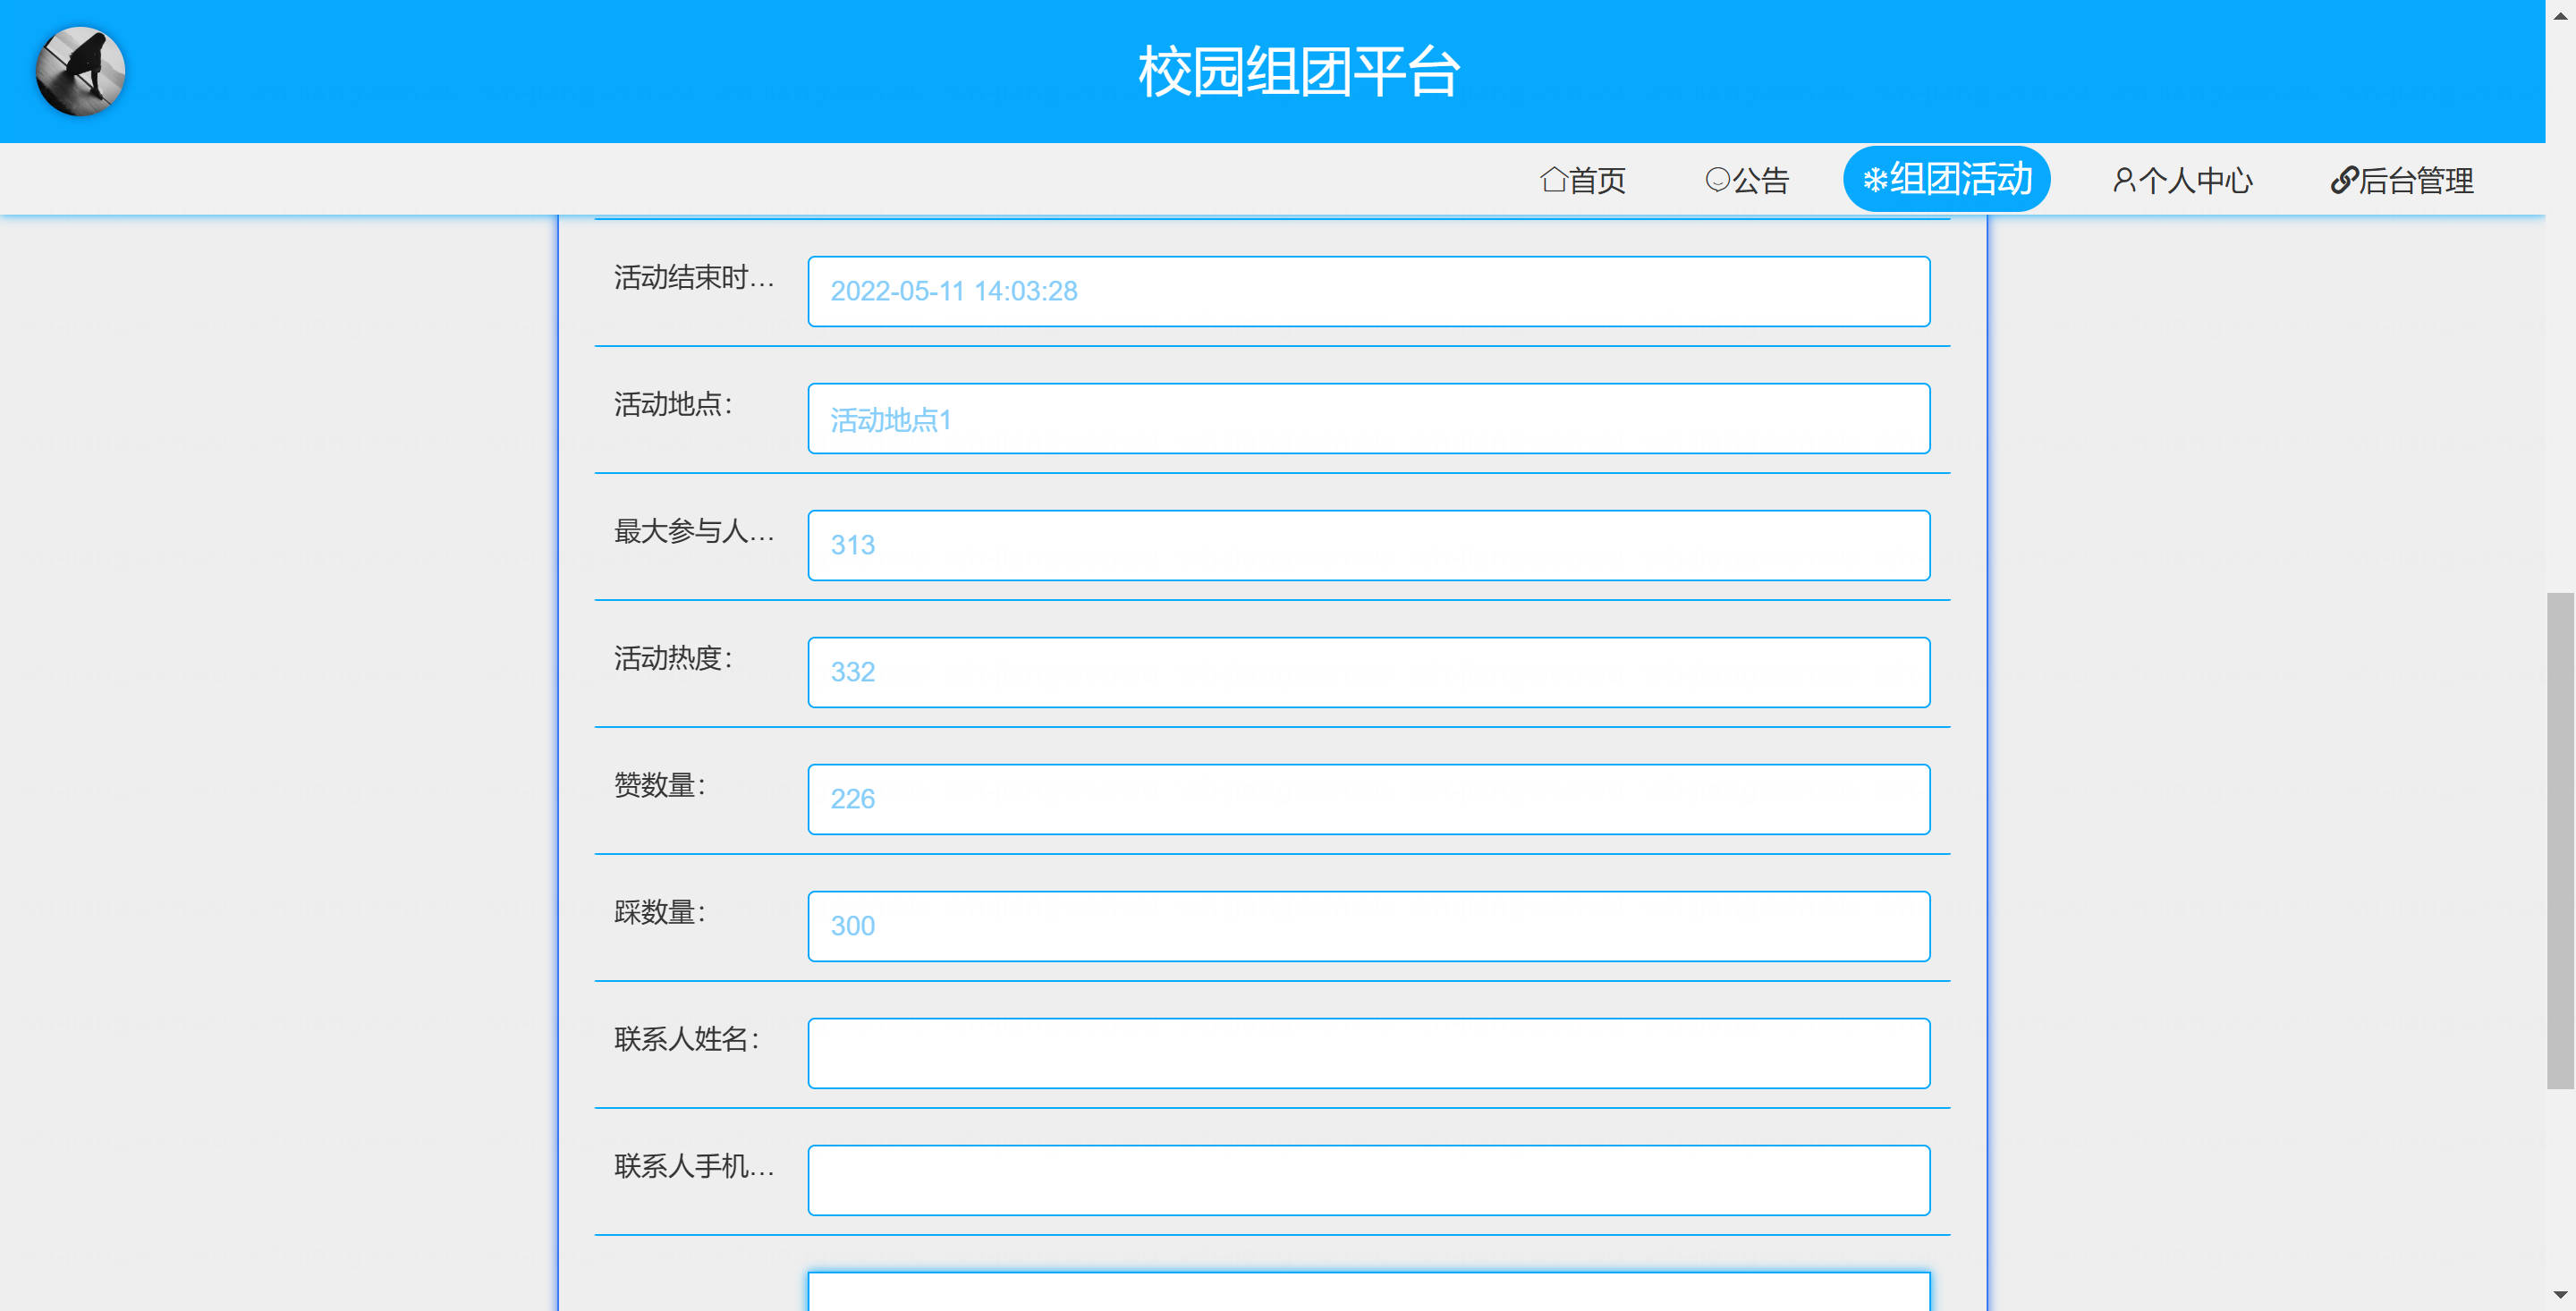 校园组团平台
首页 公告 组团活动 个人中心 后台管理
活动结束时... 2022-05-11 14:03:28
活动地点： 活动地点1
最大参与人... 313
活动热度： 332
赞数量： 226
踩数量： 300
联系人姓名：
联系人手机...